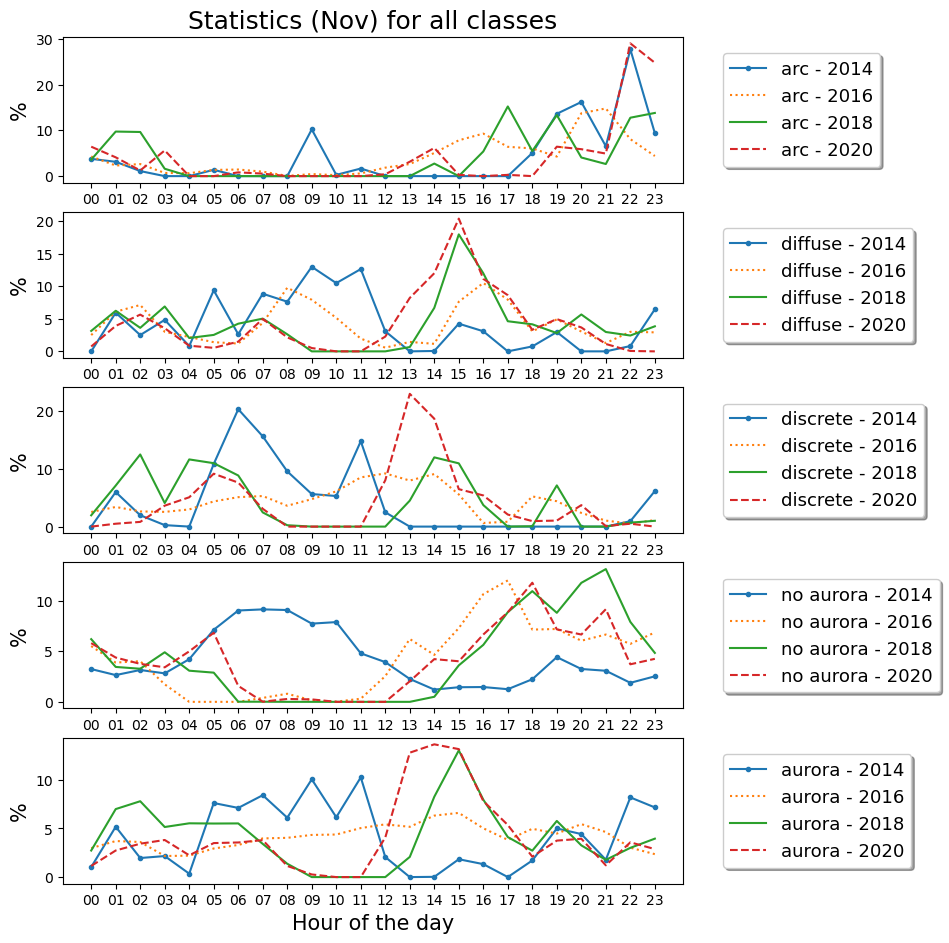 Statistics (Nov) for all classes
30
20
10
0
%
00 01 02 03 04 05 06 07 08 09 10 11 12 13 14 15 16 17 18 19 20 21 22 23
arc - 2014
arc - 2016
arc - 2018
arc - 2020
20
15
10
5
0
%
00 01 02 03 04 05 06 07 08 09 10 11 12 13 14 15 16 17 18 19 20 21 22 23
diffuse - 2014
diffuse - 2016
diffuse - 2018
diffuse - 2020
20
10
0
%
00 01 02 03 04 05 06 07 08 09 10 11 12 13 14 15 16 17 18 19 20 21 22 23
discrete - 2014
discrete - 2016
discrete - 2018
discrete - 2020
10
5
0
%
00 01 02 03 04 05 06 07 08 09 10 11 12 13 14 15 16 17 18 19 20 21 22 23
no aurora - 2014
no aurora - 2016
no aurora - 2018
no aurora - 2020
10
5
0
%
00 01 02 03 04 05 06 07 08 09 10 11 12 13 14 15 16 17 18 19 20 21 22 23
aurora - 2014
aurora - 2016
aurora - 2018
aurora - 2020
Hour of the day